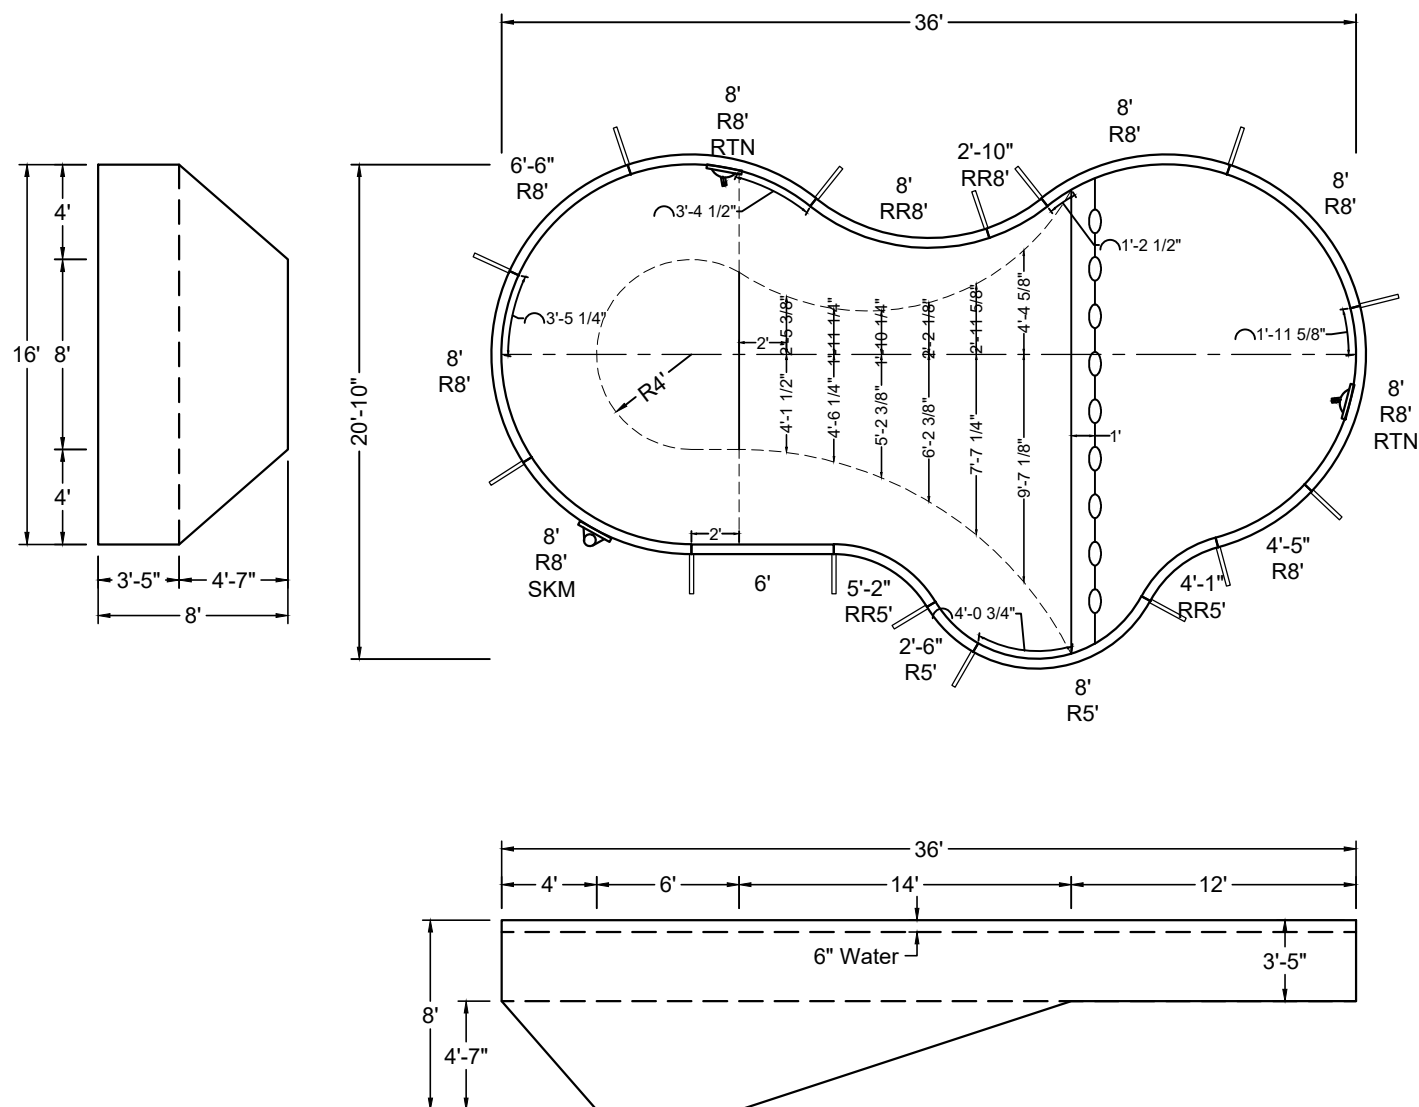 36'
8'
R8'
RTN
8'
R8'
2'-10"
RR8'
6'-6"
R8'
8'
R8'
8'
RR8'
4'
3'-4 1/2"
1'-2 1/2"
3'-5 1/4"
1'-11 5/8"
16'
8'
20'-10"
8'
R8'
R4'
2'
2'-5 3/8"
1'-11 1/4"
1'-10 1/4"
2'-2 1/8"
2'-11 5/8"
4'-4 5/8"
4'-1 1/2"
4'-6 1/4"
5'-2 3/8"
6'-2 3/8"
7'-7 1/4"
9'-7 1/8"
1'
8'
R8'
RTN
4'
8'
R8'
SKM
2'
6'
5'-2"
RR5'
4'-0 3/4"
2'-6"
R5'
8'
R5'
4'-1"
RR5'
4'-5"
R8'
3'-5"
4'-7"
8'
36'
4'
6'
14'
12'
6" Water
3'-5"
8'
4'-7"